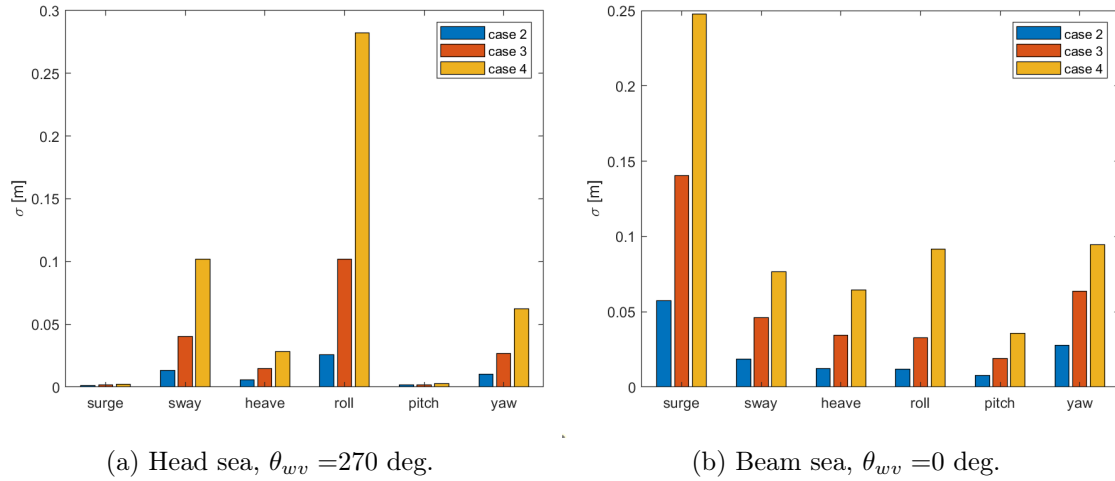 0.3
0.25
0.2
0.15
0.1
0.05
0
σ [m]
case 2
case 3
case 4
surge sway heave roll pitch yaw
(a) Head sea, θ_wv =270 deg.
0.25
0.2
0.15
0.1
0.05
0
σ [m]
case 2
case 3
case 4
surge sway heave roll pitch yaw
(b) Beam sea, θ_wv =0 deg.